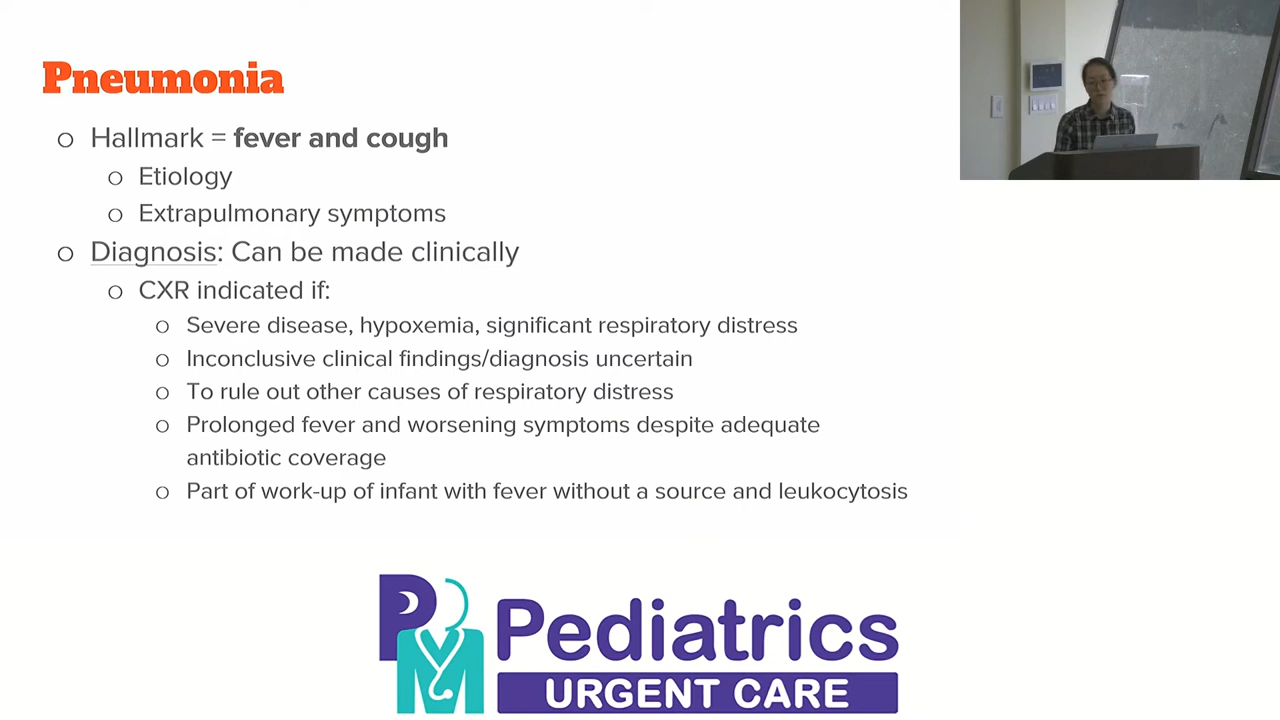 Pneumonia
Hallmark = fever and cough
Etiology
Extrapulmonary symptoms
Diagnosis: Can be made clinically
CXR indicated if:
Severe disease, hypoxemia, significant respiratory distress
Inconclusive clinical findings/diagnosis uncertain
To rule out other causes of respiratory distress
Prolonged fever and worsening symptoms despite adequate
antibiotic coverage
Part of work-up of infant with fever without a source and leukocytosis
PM Pediatrics
URGENT CARE